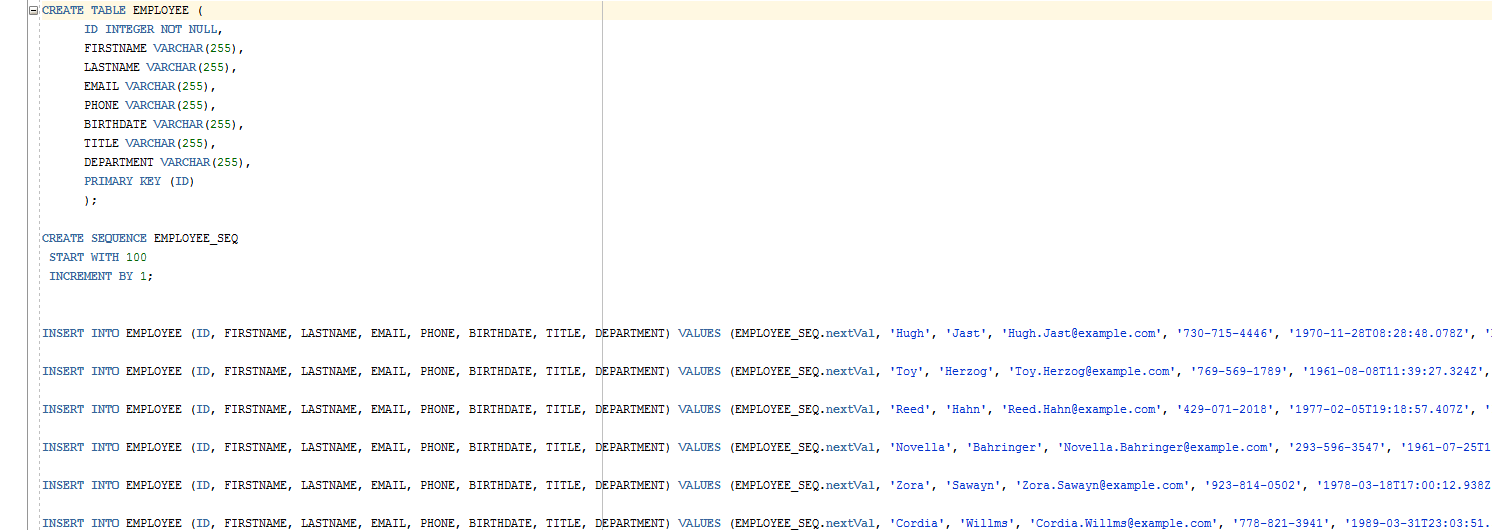 CREATE TABLE EMPLOYEE (
ID INTEGER NOT NULL,
FIRSTNAME VARCHAR(255),
LASTNAME VARCHAR(255),
EMAIL VARCHAR(255),
PHONE VARCHAR(255),
BIRTHDATE VARCHAR(255),
TITLE VARCHAR(255),
DEPARTMENT VARCHAR(255),
PRIMARY KEY (ID)
);
CREATE SEQUENCE EMPLOYEE_SEQ
START WITH 100
INCREMENT BY 1;
INSERT INTO EMPLOYEE (ID, FIRSTNAME, LASTNAME, EMAIL, PHONE, BIRTHDATE, TITLE, DEPARTMENT) VALUES (EMPLOYEE_SEQ.nextVal, 'Hugh', 'Jast', 'Hugh.Jast@example.com', '730-715-4446', '1970-11-28T08:28:48.078Z', '
INSERT INTO EMPLOYEE (ID, FIRSTNAME, LASTNAME, EMAIL, PHONE, BIRTHDATE, TITLE, DEPARTMENT) VALUES (EMPLOYEE_SEQ.nextVal, 'Toy', 'Herzog', 'Toy.Herzog@example.com', '769-569-1789', '1961-08-08T11:39:27.324Z',
INSERT INTO EMPLOYEE (ID, FIRSTNAME, LASTNAME, EMAIL, PHONE, BIRTHDATE, TITLE, DEPARTMENT) VALUES (EMPLOYEE_SEQ.nextVal, 'Reed', 'Hahn', 'Reed.Hahn@example.com', '429-071-2018', '1977-02-05T19:18:57.407Z', '
INSERT INTO EMPLOYEE (ID, FIRSTNAME, LASTNAME, EMAIL, PHONE, BIRTHDATE, TITLE, DEPARTMENT) VALUES (EMPLOYEE_SEQ.nextVal, 'Novella', 'Bahringer', 'Novella.Bahringer@example.com', '293-596-3547', '1961-07-25T1
INSERT INTO EMPLOYEE (ID, FIRSTNAME, LASTNAME, EMAIL, PHONE, BIRTHDATE, TITLE, DEPARTMENT) VALUES (EMPLOYEE_SEQ.nextVal, 'Zora', 'Sawayn', 'Zora.Sawayn@example.com', '923-814-0502', '1978-03-18T17:00:12.938Z
INSERT INTO EMPLOYEE (ID, FIRSTNAME, LASTNAME, EMAIL, PHONE, BIRTHDATE, TITLE, DEPARTMENT) VALUES (EMPLOYEE_SEQ.nextVal, 'Cordia', 'Willms', 'Cordia.Willms@example.com', '778-821-3941', '1989-03-31T23:03:51.